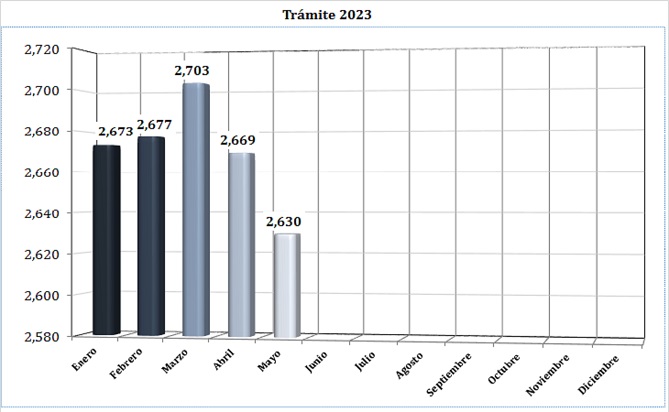 Trámite 2023
2,720
2,700
2,680
2,660
2,640
2,620
2,600
2,580
2,673
2,677
2,703
2,669
2,630
Enero
Febrero
Marzo
Abril
Mayo
Junio
Julio
Agosto
Septiembre
Octubre
Noviembre
Diciembre